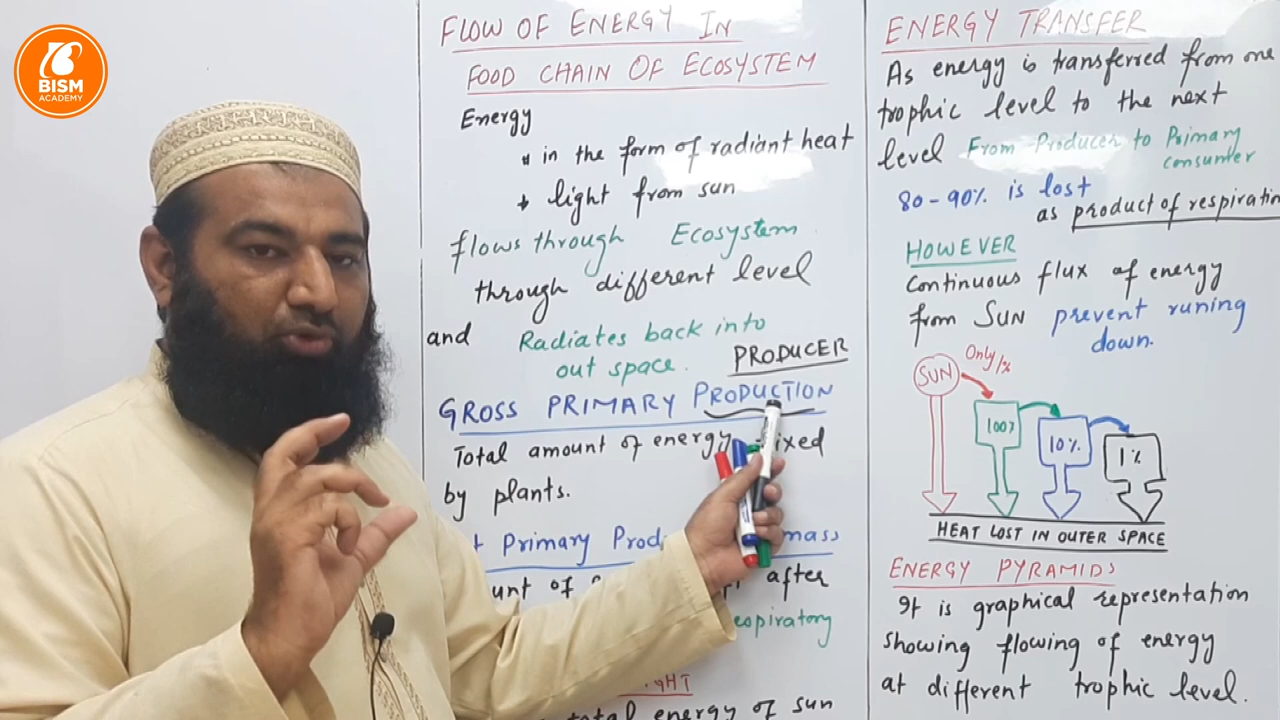 BISM
ACADEMY
FLOW OF ENERGY IN
FOOD CHAIN OF ECOSYSTEM
Energy
in the form of radiant heat
light from sun
flows through Ecosystem
through different level
and Radiates back into
out space.
PRODUCER
GROSS PRIMARY PRODUCTION
Total amount of energy fixed
by plants.
Primary mass
of after
total energy of sun
ENERGY TRANSFER
As energy is transferred from one
trophic level to the next
level From Producer to Primary
consumer
80-90% is lost
as product of respiration
HOWEVER
continuous flux of energy
from SUN prevent runing
down.
SUN
Only 1%
100%
10%
1%
HEAT LOST IN OUTER SPACE
ENERGY PYRAMIDS
It is graphical representation
showing flowing of energy
at different trophic level.